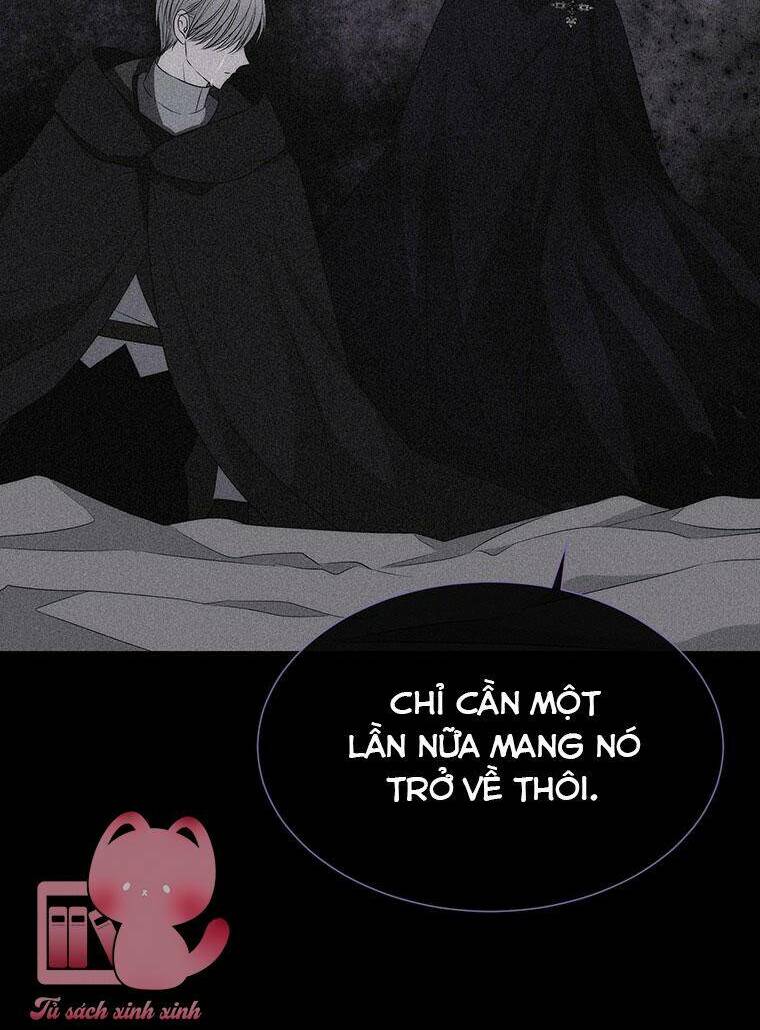 CHỈ CẦN MỘT
LẦN NỮA MANG NÓ
TRỞ VỀ THÔI.
Tủ sách xinh xinh